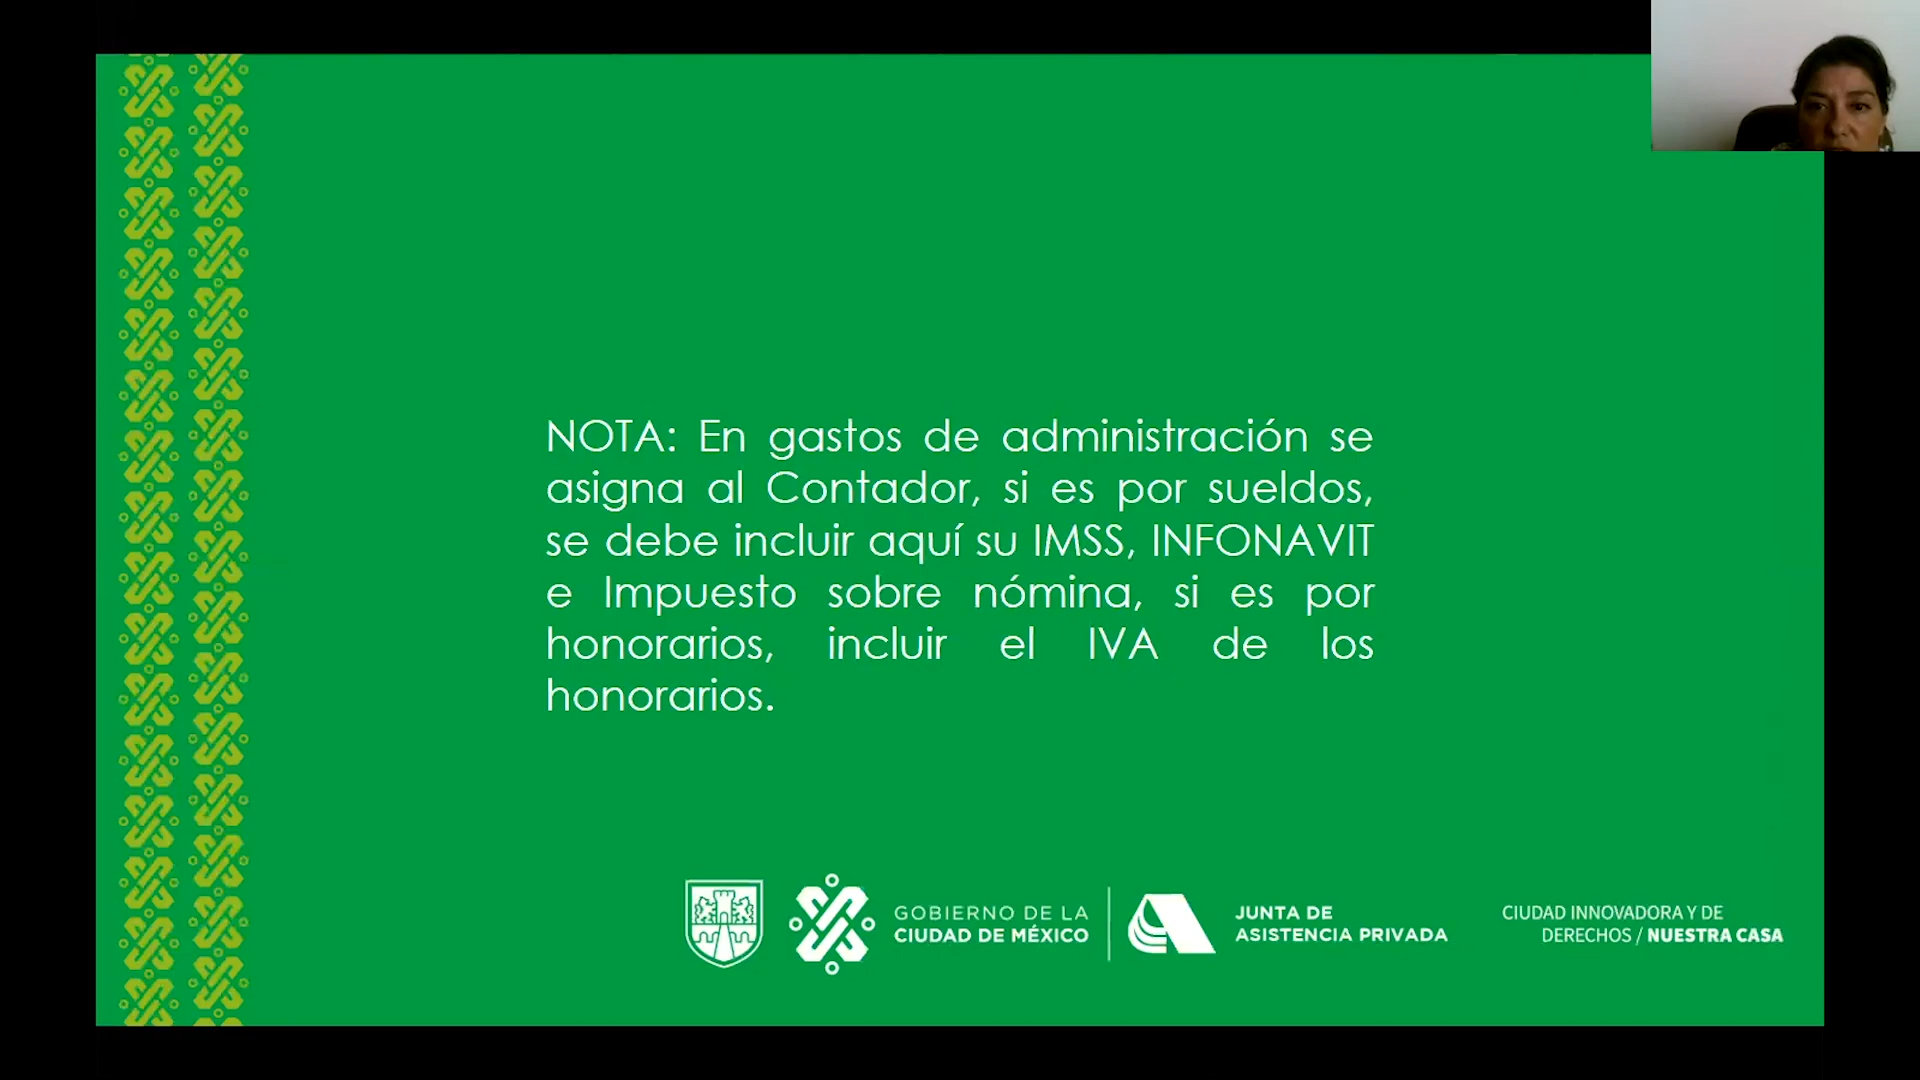 NOTA: En gastos de administración se
asigna al Contador, si es por sueldos,
se debe incluir aquí su IMSS, INFONAVIT
e Impuesto sobre nómina, si es por
honorarios, incluir el IVA de los
honorarios.
GOBIERNO DE LA
CIUDAD DE MÉXICO
JUNTA DE
ASISTENCIA PRIVADA
CIUDAD INNOVADORA Y DE
DERECHOS / NUESTRA CASA